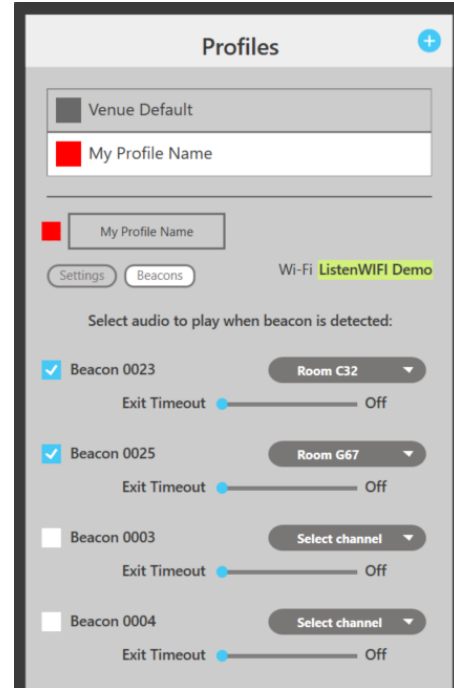 Profiles
Venue Default
My Profile Name
My Profile Name
Settings Beacons Wi-Fi ListenWIFI Demo
Select audio to play when beacon is detected:
Beacon 0023 Room C32
Exit Timeout Off
Beacon 0025 Room G67
Exit Timeout Off
Beacon 0003 Select channel
Exit Timeout Off
Beacon 0004 Select channel
Exit Timeout Off